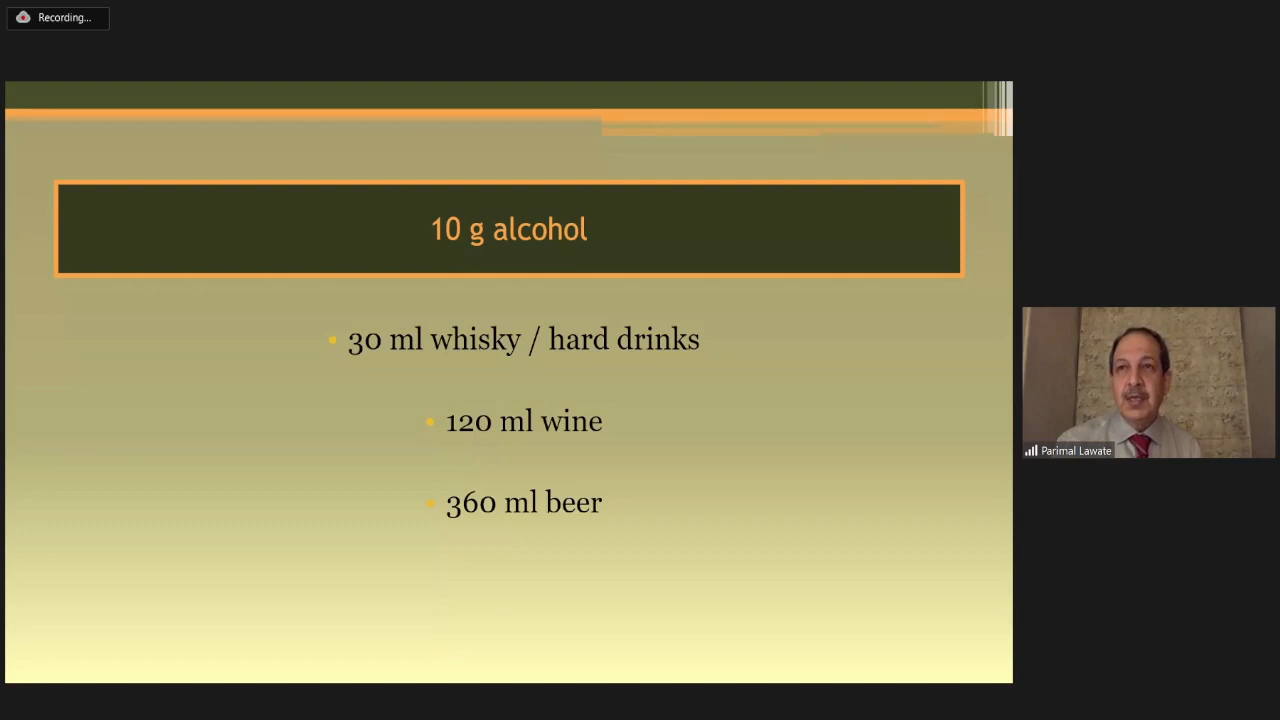 Recording...
10 g alcohol
• 30 ml whisky / hard drinks
• 120 ml wine
• 360 ml beer
Parimal Lawate